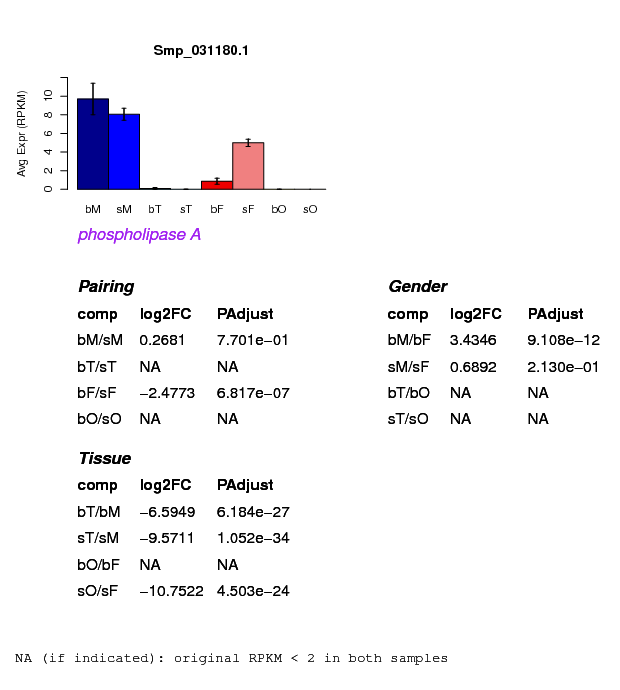 Smp_031180.1
Avg Expr (RPKM)
0 2 4 6 8 10
bM sM bT sT bF sF bO sO
phospholipase A
Pairing
comp log2FC PAdjust
bM/sM 0.2681 7.701e−01
bT/sT NA NA
bF/sF −2.4773 6.817e−07
bO/sO NA NA
Gender
comp log2FC PAdjust
bM/bF 3.4346 9.108e−12
sM/sF 0.6892 2.130e−01
bT/bO NA NA
sT/sO NA NA
Tissue
comp log2FC PAdjust
bT/bM −6.5949 6.184e−27
sT/sM −9.5711 1.052e−34
bO/bF NA NA
sO/sF −10.7522 4.503e−24
NA (if indicated): original RPKM < 2 in both samples